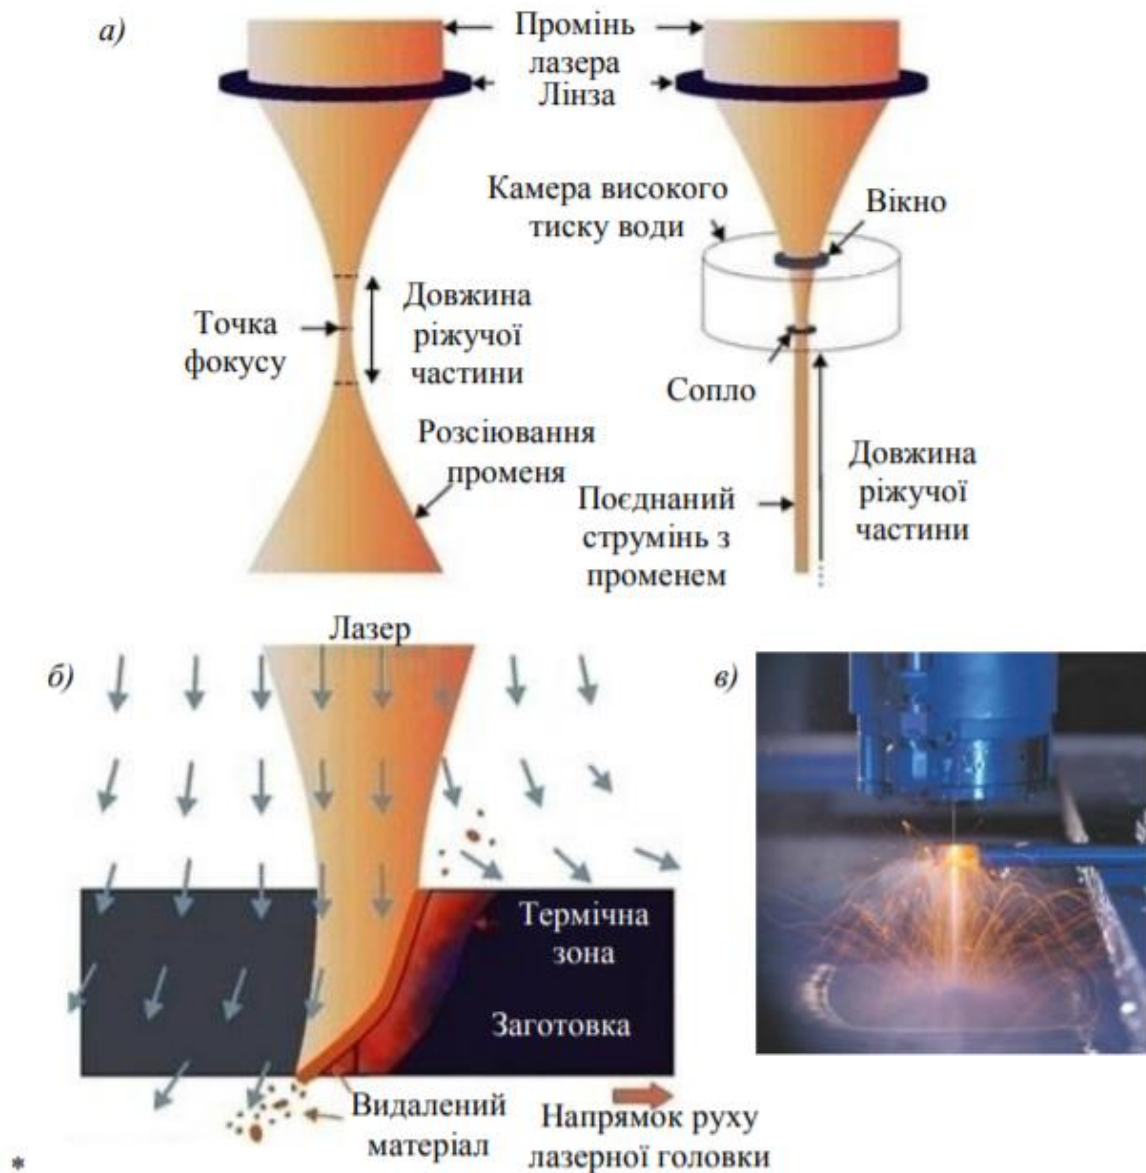 а)
Промінь
лазера
Лінза
Точка
фокусу
Довжина
ріжучої
частини
Розсіювання
променя
Камера високого
тиску води
Вікно
Сопло
Поєднаний
струмінь з
променем
Довжина
ріжучої
частини
б)
Лазер
Термічна
зона
Заготовка
Видалений
матеріал
Напрямок руху
лазерної головки
в)
*